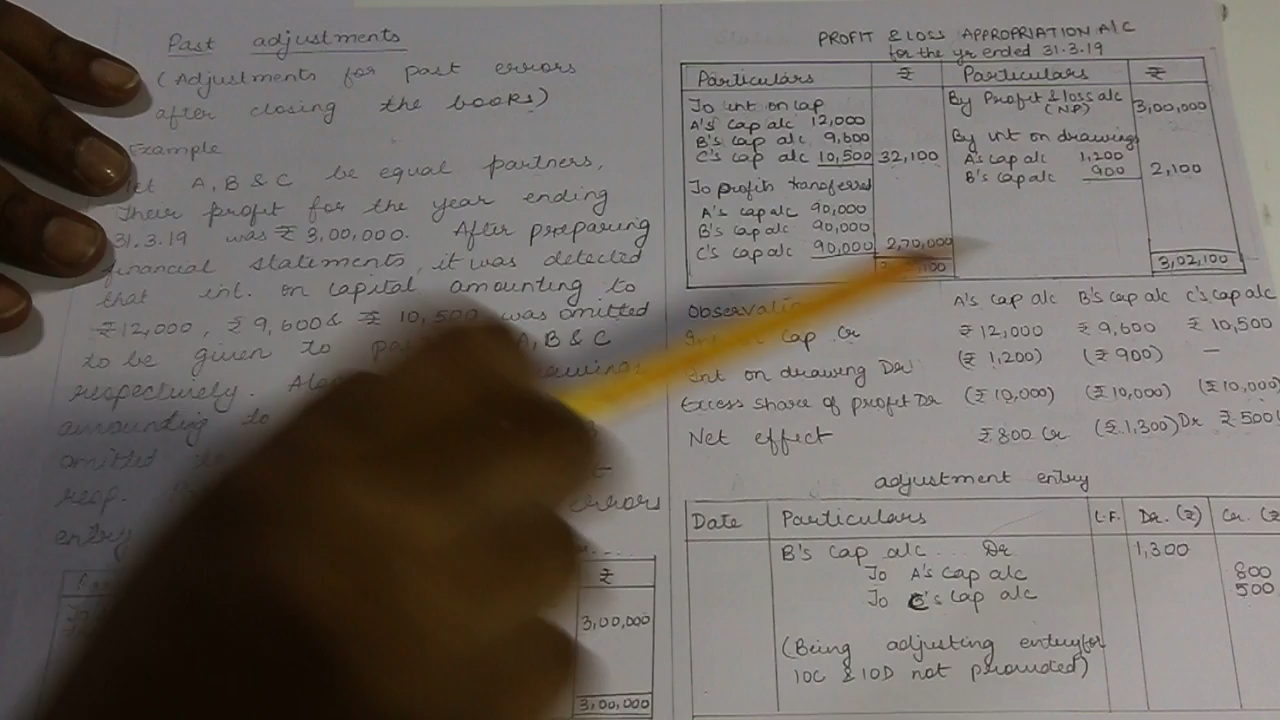 Past adjustments
(Adjustments for past errors
after closing the books)
Example
A, B & C be equal partners,
Their profit for the year ending
31.3.19 was ₹ 3,00,000. After preparing
financial statements, it was detected
that int. on capital amounting to
₹12,000, ₹ 9,600 & ₹ 10,500 was omitted
to be given to A, B & C
respectively.
amounting to
omitted
resp. errors
entry
₹
3,00,000
3,00,000
PROFIT & LOSS APPROPRIATION A/C
for the yr ended 31.3.19
Particulars ₹ Particulars ₹
To int on cap By Profit & loss a/c 3,00,000
(N.P)
A's cap a/c 12,000
B's cap a/c 9,600 By int on drawings
C's cap a/c 10,500 32,100 A's cap a/c 1,200
B's cap a/c 900 2,100
To profits transferred
A's cap a/c 90,000
B's cap a/c 90,000
C's cap a/c 90,000 2,70,000
3,02,100
A's cap a/c B's cap a/c C's cap a/c
cap Cr ₹ 12,000 ₹ 9,600 ₹ 10,500
Int on drawing Dr (₹ 1,200) (₹ 900) —
Excess share of profit Dr (₹ 10,000) (₹ 10,000) (₹ 10,000)
Net effect ₹ 800 Cr (₹ 1,300) Dr ₹ 500
adjustment entry
Date Particulars L.F. Dr. (₹) Cr. (₹
B's cap a/c ... Dr 1,300
To A's cap a/c 800
To C's cap a/c 500
(Being adjusting entry for
IOC & IOD not provided)